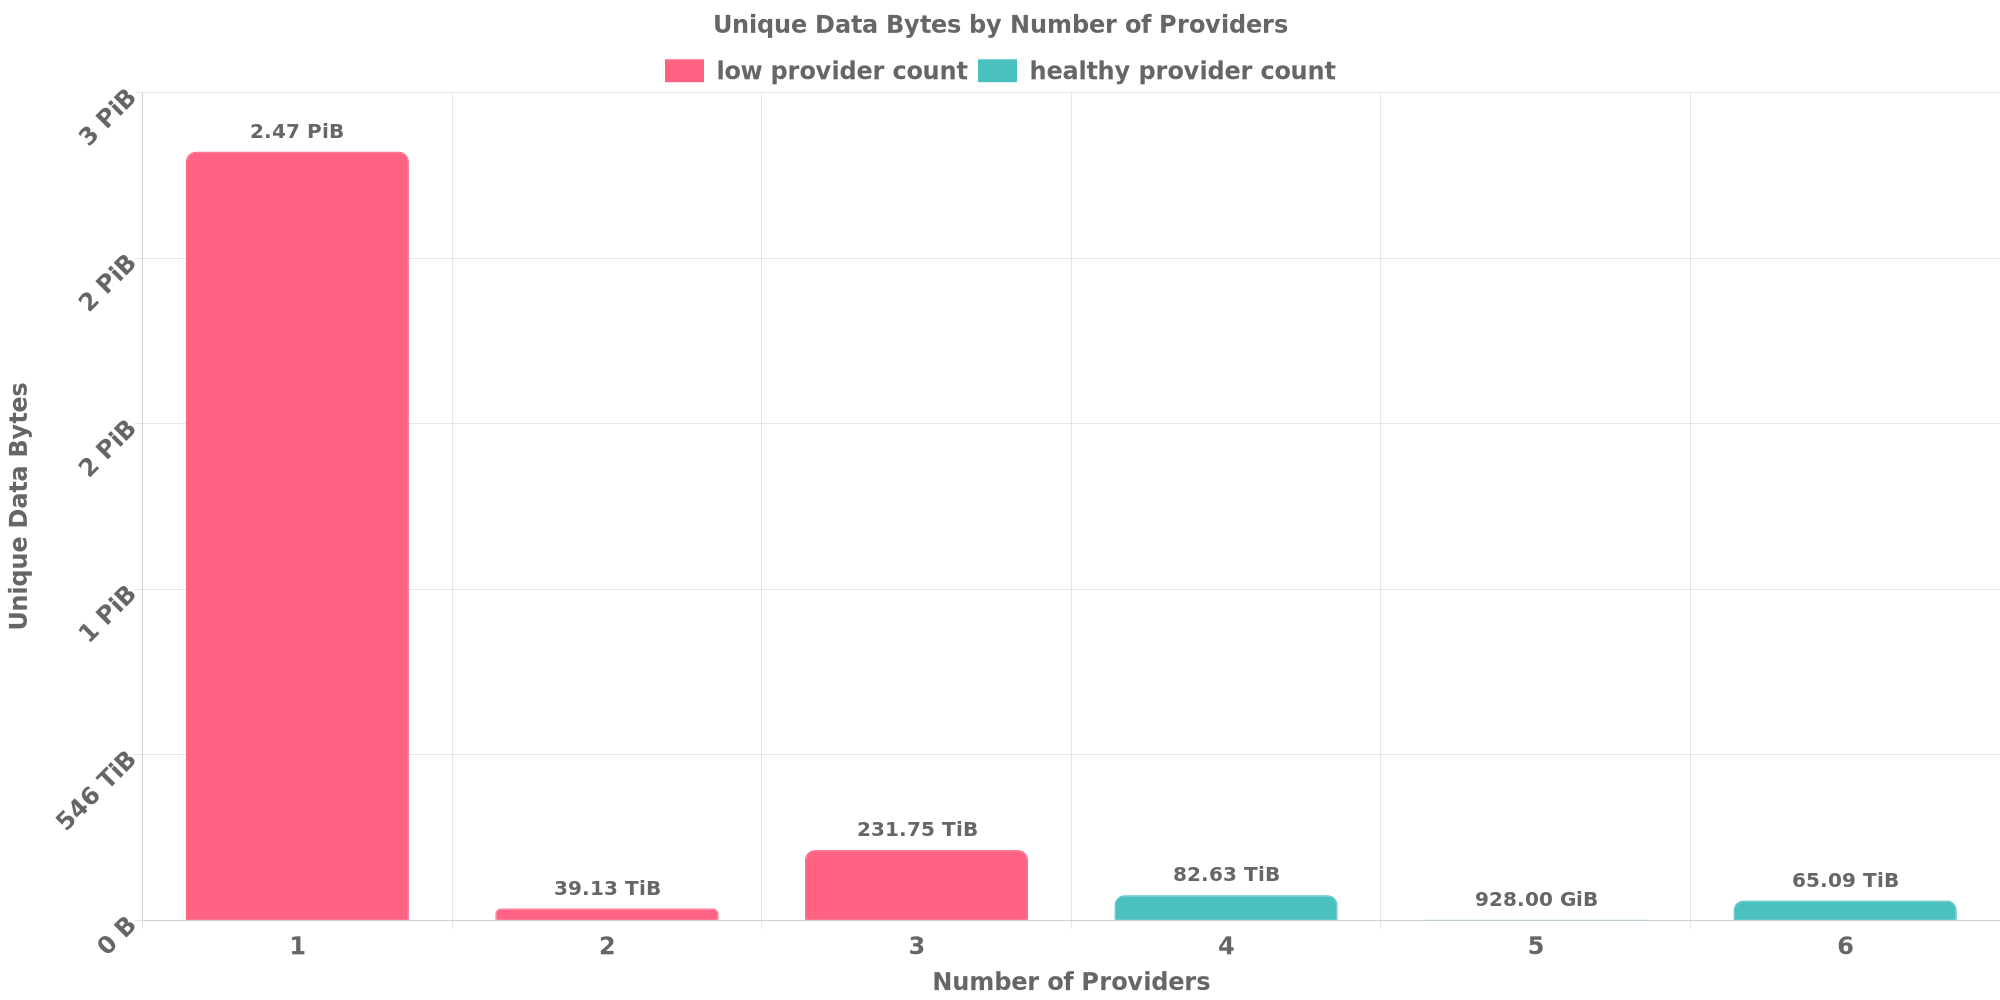 Unique Data Bytes by Number of Providers
low provider count healthy provider count
3 PiB
2 PiB
2 PiB
1 PiB
546 TiB
0 B
Unique Data Bytes
2.47 PiB
39.13 TiB
231.75 TiB
82.63 TiB
928.00 GiB
65.09 TiB
1 2 3 4 5 6
Number of Providers